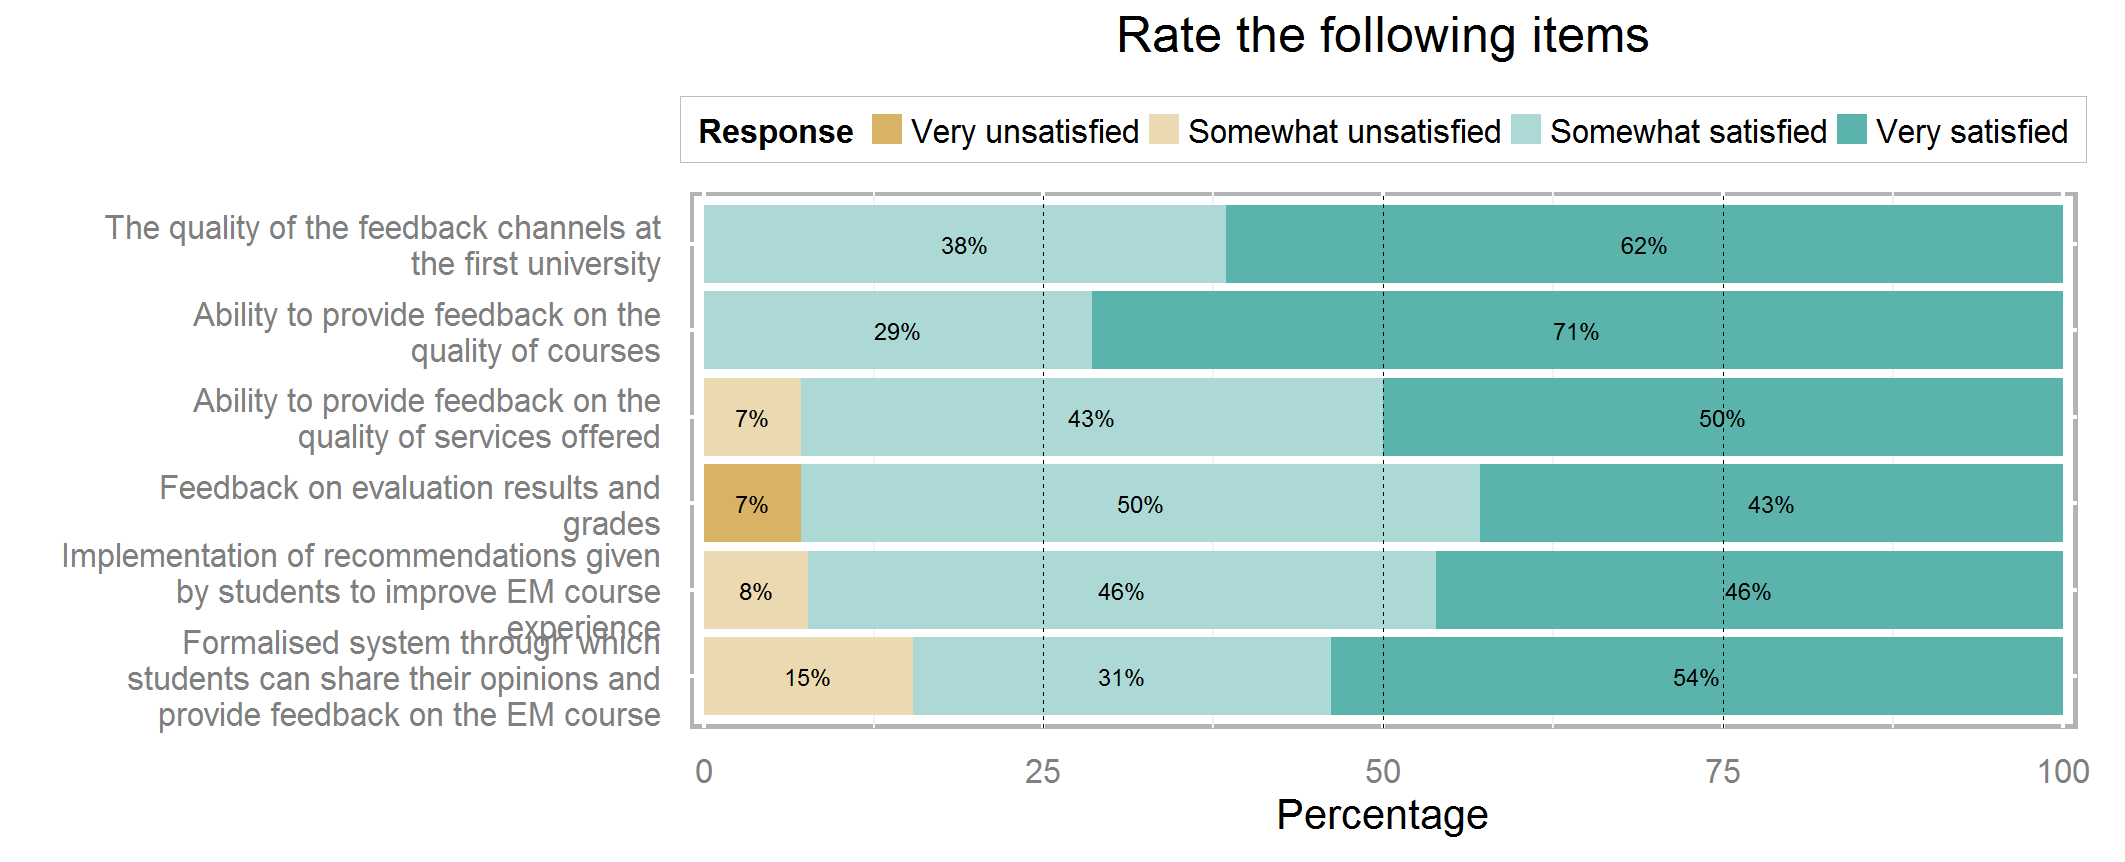 Rate the following items
Response Very unsatisfied Somewhat unsatisfied Somewhat satisfied Very satisfied
The quality of the feedback channels at
the first university
38% 62%
Ability to provide feedback on the
quality of courses
29% 71%
Ability to provide feedback on the
quality of services offered
7% 43% 50%
Feedback on evaluation results and
grades
7% 50% 43%
Implementation of recommendations given
by students to improve EM course
experience
8% 46% 46%
Formalised system through which
students can share their opinions and
provide feedback on the EM course
15% 31% 54%
0 25 50 75 100
Percentage